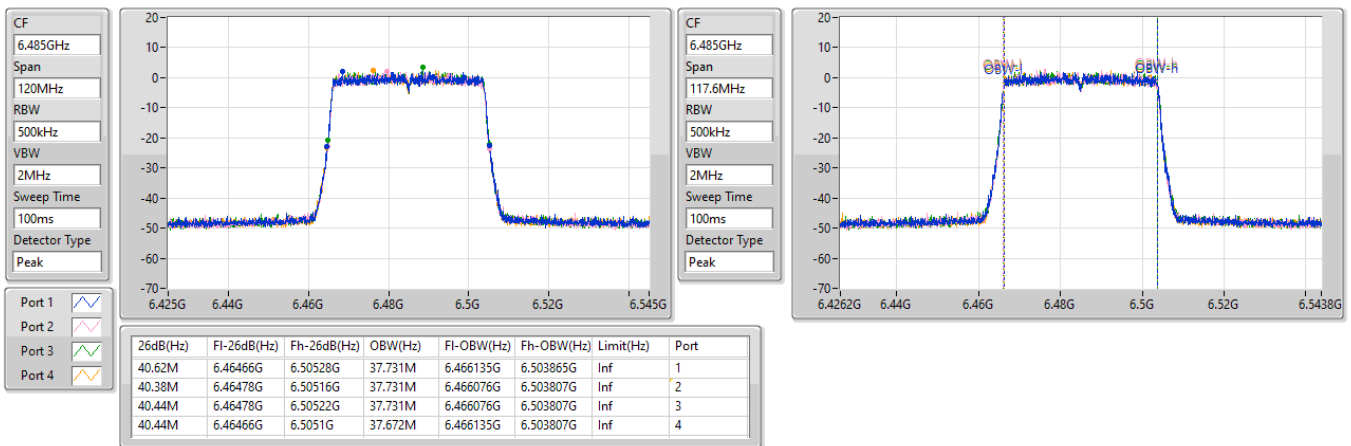 CF
6.485GHz
Span
120MHz
RBW
500kHz
VBW
2MHz
Sweep Time
100ms
Detector Type
Peak
20
10
0
-10
-20
-30
-40
-50
-60
-70
6.425G 6.44G 6.46G 6.48G 6.5G 6.52G 6.545G
CF
6.485GHz
Span
117.6MHz
RBW
500kHz
VBW
2MHz
Sweep Time
100ms
Detector Type
Peak
20
10
0
-10
-20
-30
-40
-50
-60
-70
OBW-l OBW-h
6.4262G 6.44G 6.46G 6.48G 6.5G 6.52G 6.5438G
Port 1
Port 2
Port 3
Port 4
26dB(Hz) Fl-26dB(Hz) Fh-26dB(Hz) OBW(Hz) Fl-OBW(Hz) Fh-OBW(Hz) Limit(Hz) Port
40.62M 6.46466G 6.50528G 37.731M 6.466135G 6.503865G Inf 1
40.38M 6.46478G 6.50516G 37.731M 6.466076G 6.503807G Inf 2
40.44M 6.46478G 6.50522G 37.731M 6.466076G 6.503807G Inf 3
40.44M 6.46466G 6.5051G 37.672M 6.466135G 6.503807G Inf 4